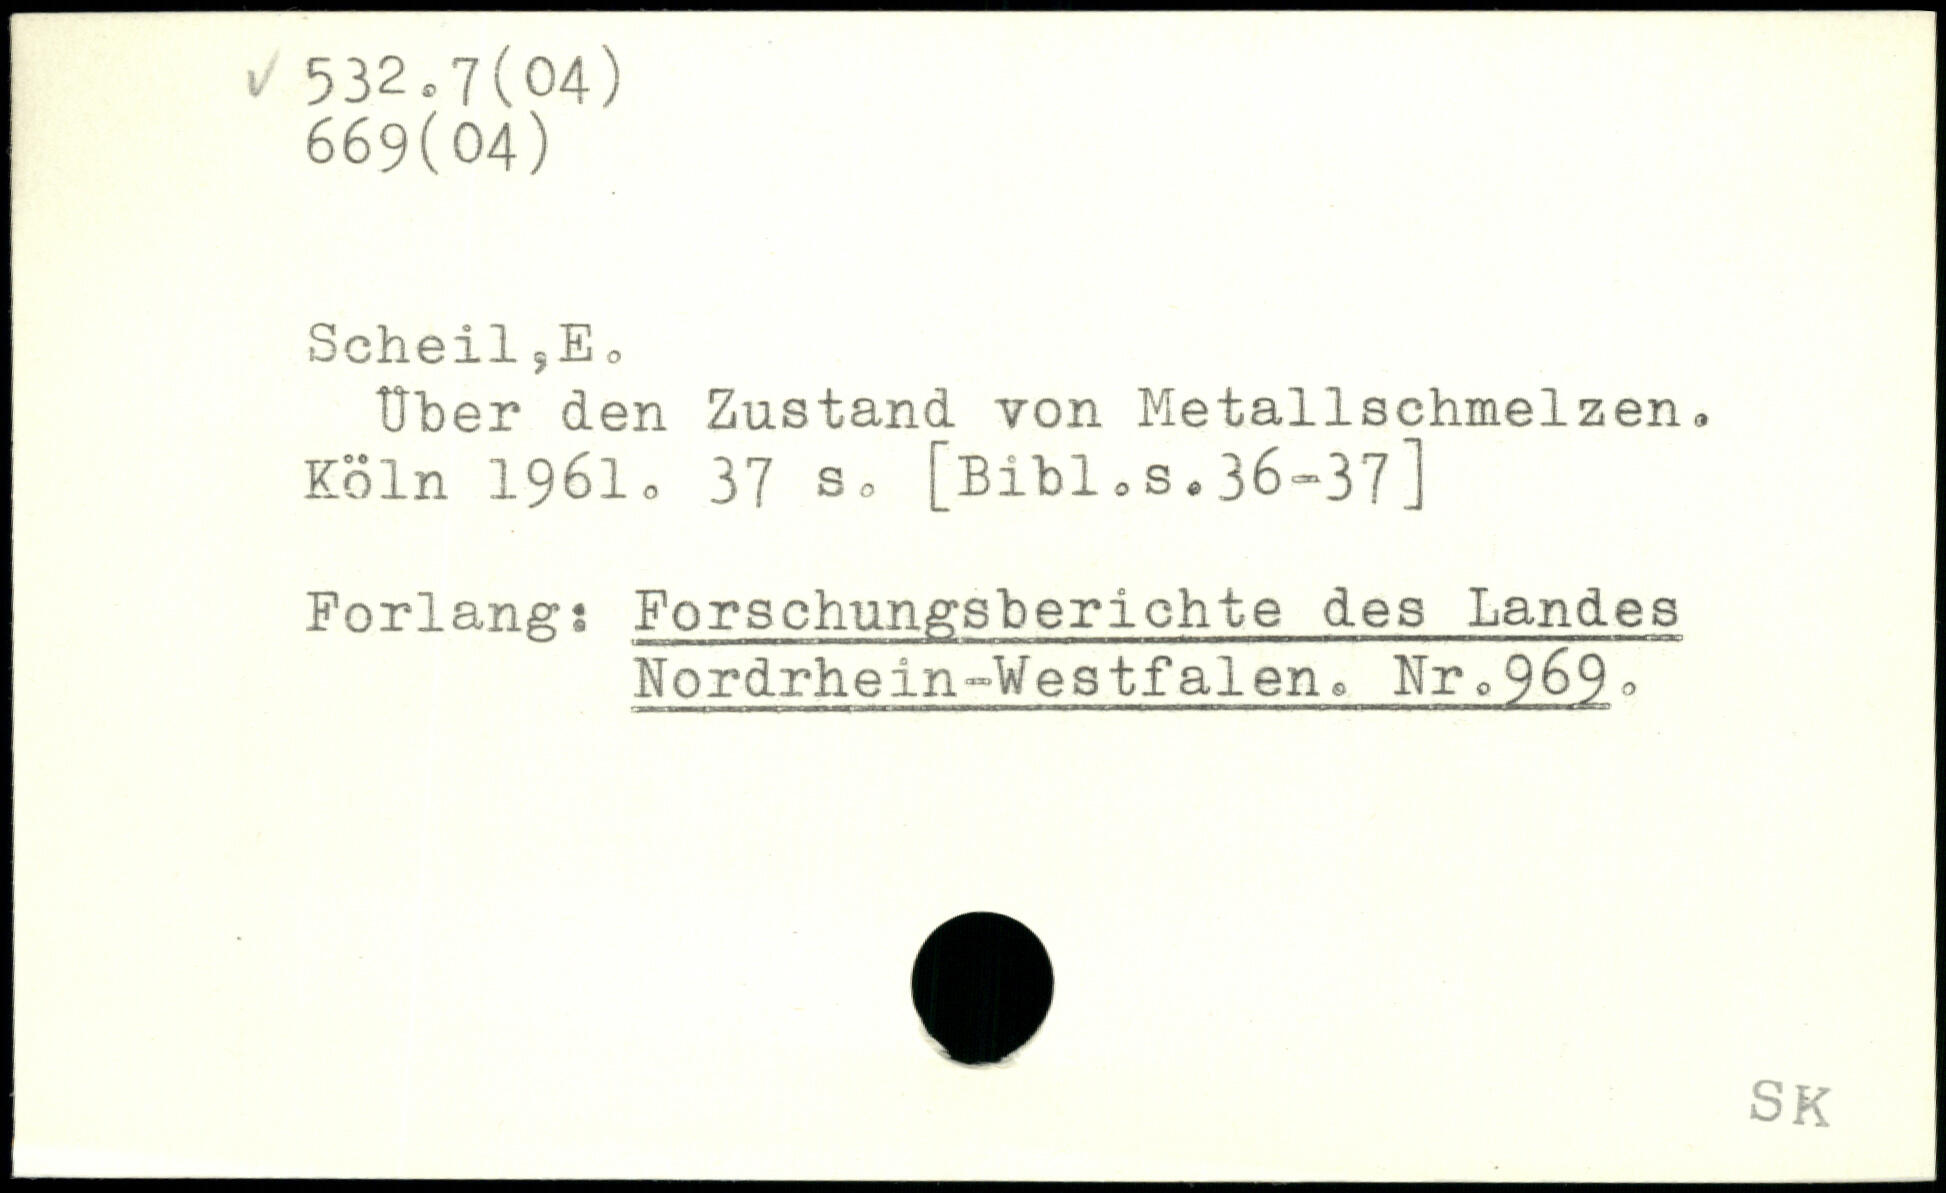 ✓ 532.7(04)
669(04)
Scheil,E.
Über den Zustand von Metallschmelzen.
Köln 1961. 37 s. [Bibl.s.36-37]
Forlang: Forschungsberichte des Landes
Nordrhein-Westfalen. Nr.969.
SK